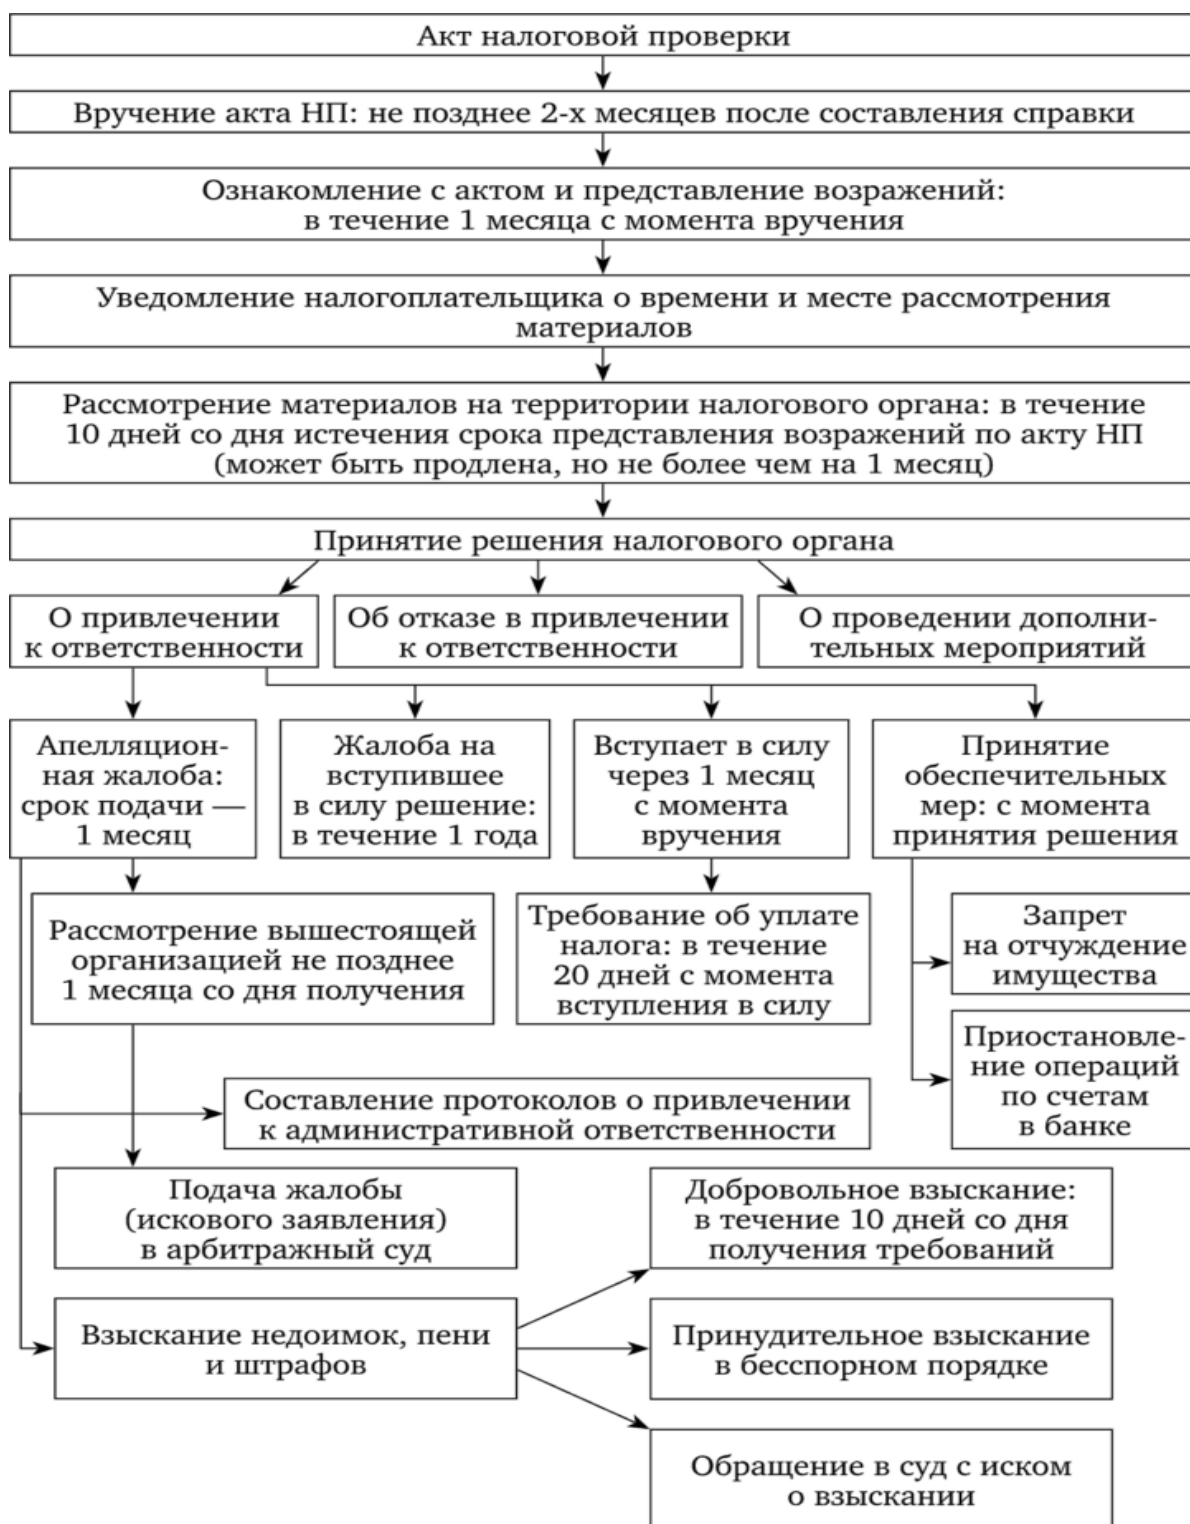 Акт налоговой проверки
Вручение акта НП: не позднее 2-х месяцев после составления справки
Ознакомление с актом и представление возражений:
в течение 1 месяца с момента вручения
Уведомление налогоплательщика о времени и месте рассмотрения
материалов
Рассмотрение материалов на территории налогового органа: в течение
10 дней со дня истечения срока представления возражений по акту НП
(может быть продлена, но не более чем на 1 месяц)
Принятие решения налогового органа
О привлечении
к ответственности
Об отказе в привлечении
к ответственности
О проведении дополни-
тельных мероприятий
Апелляцион-
ная жалоба:
срок подачи —
1 месяц
Жалоба на
вступившее
в силу решение:
в течение 1 года
Вступает в силу
через 1 месяц
с момента
вручения
Принятие
обеспечительных
мер: с момента
принятия решения
Рассмотрение вышестоящей
организацией не позднее
1 месяца со дня получения
Требование об уплате
налога: в течение
20 дней с момента
вступления в силу
Запрет
на отчуждение
имущества
Приостановле-
ние операций
по счетам
в банке
Составление протоколов о привлечении
к административной ответственности
Подача жалобы
(искового заявления)
в арбитражный суд
Добровольное взыскание:
в течение 10 дней со дня
получения требований
Взыскание недоимок, пени
и штрафов
Принудительное взыскание
в бесспорном порядке
Обращение в суд с иском
о взыскании